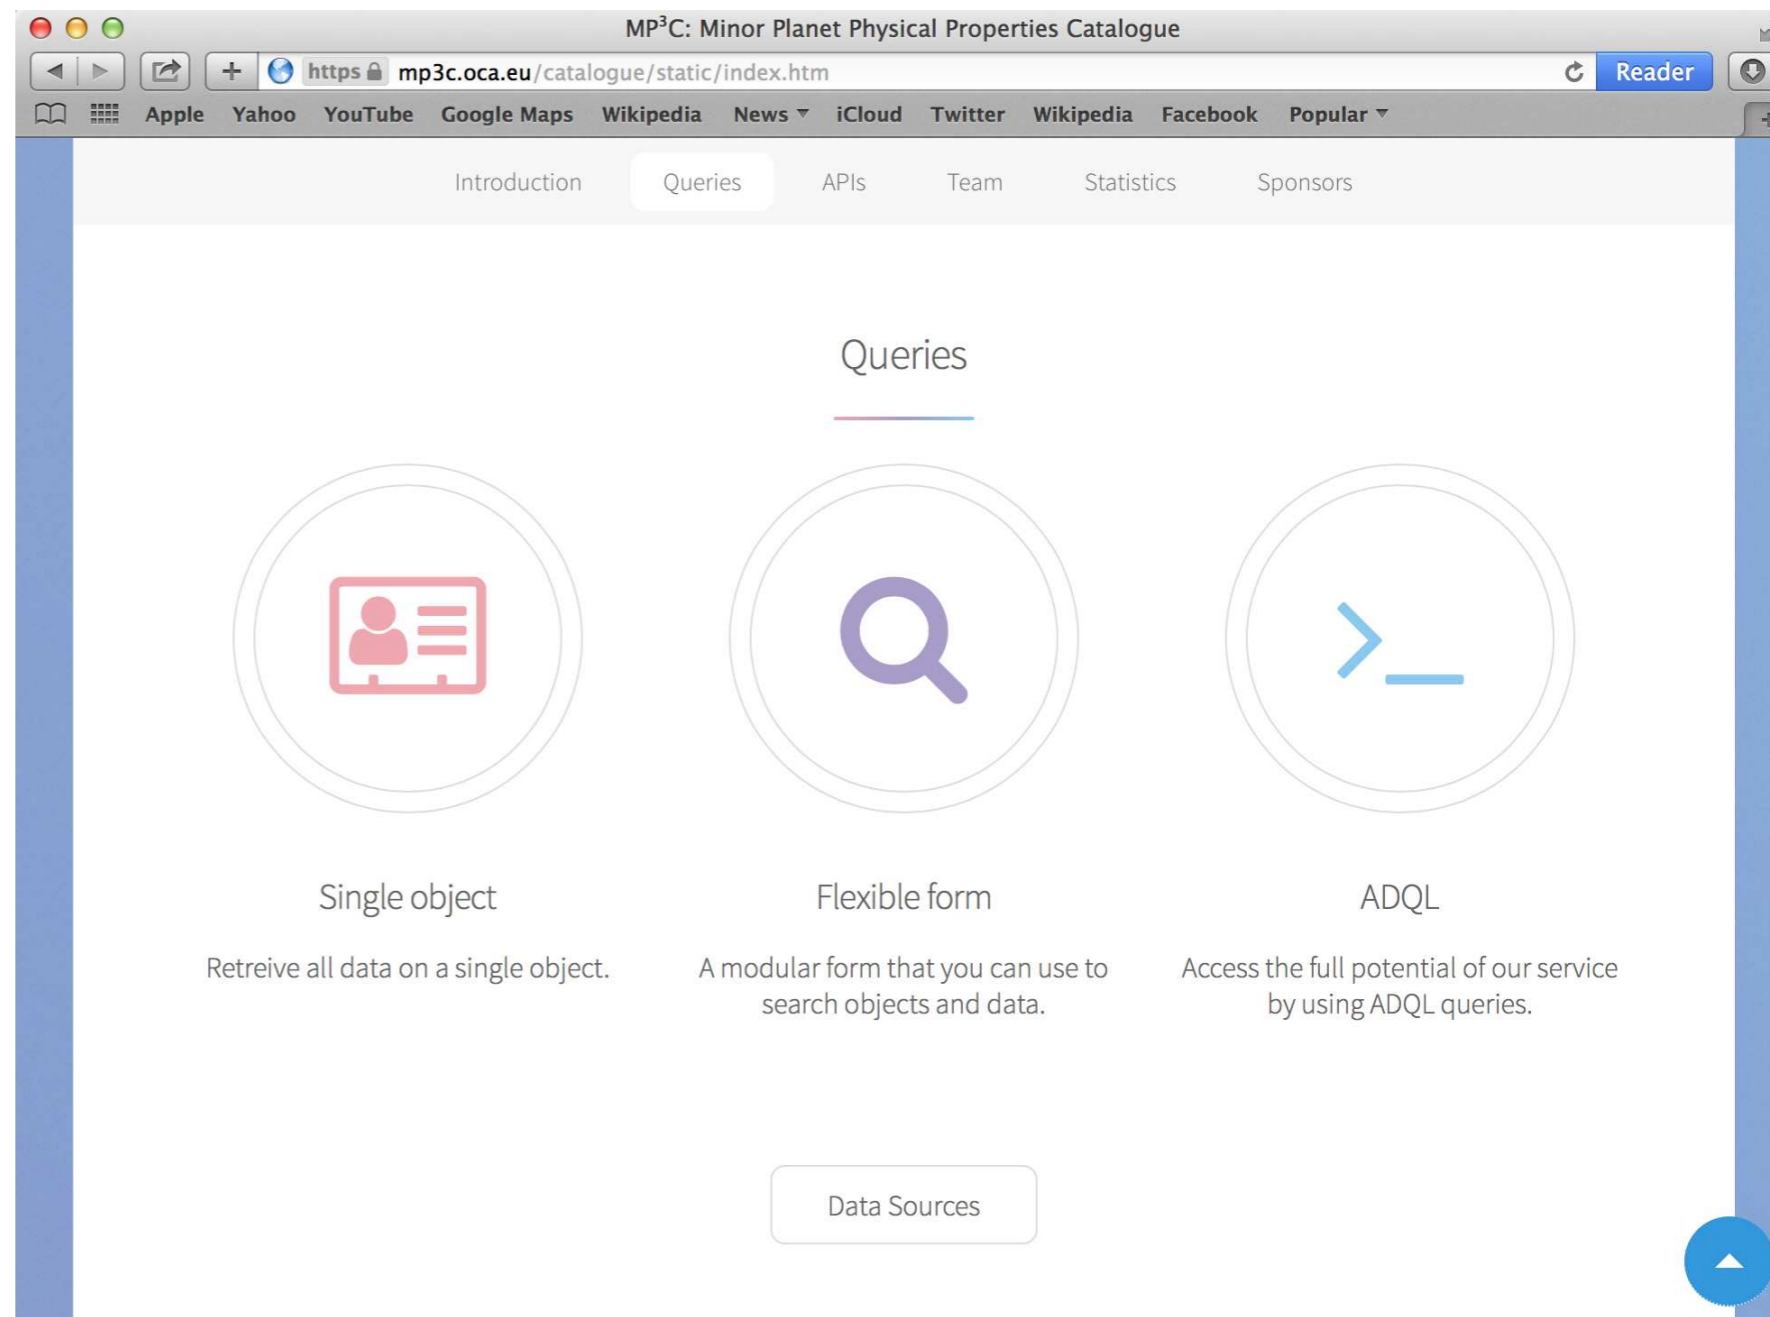 MP³C: Minor Planet Physical Properties Catalogue
https mp3c.oca.eu/catalogue/static/index.htm Reader
Apple Yahoo YouTube Google Maps Wikipedia News iCloud Twitter Wikipedia Facebook Popular
Introduction Queries APIs Team Statistics Sponsors
Queries
Single object
Retreive all data on a single object.
Flexible form
A modular form that you can use to
search objects and data.
ADQL
Access the full potential of our service
by using ADQL queries.
Data Sources